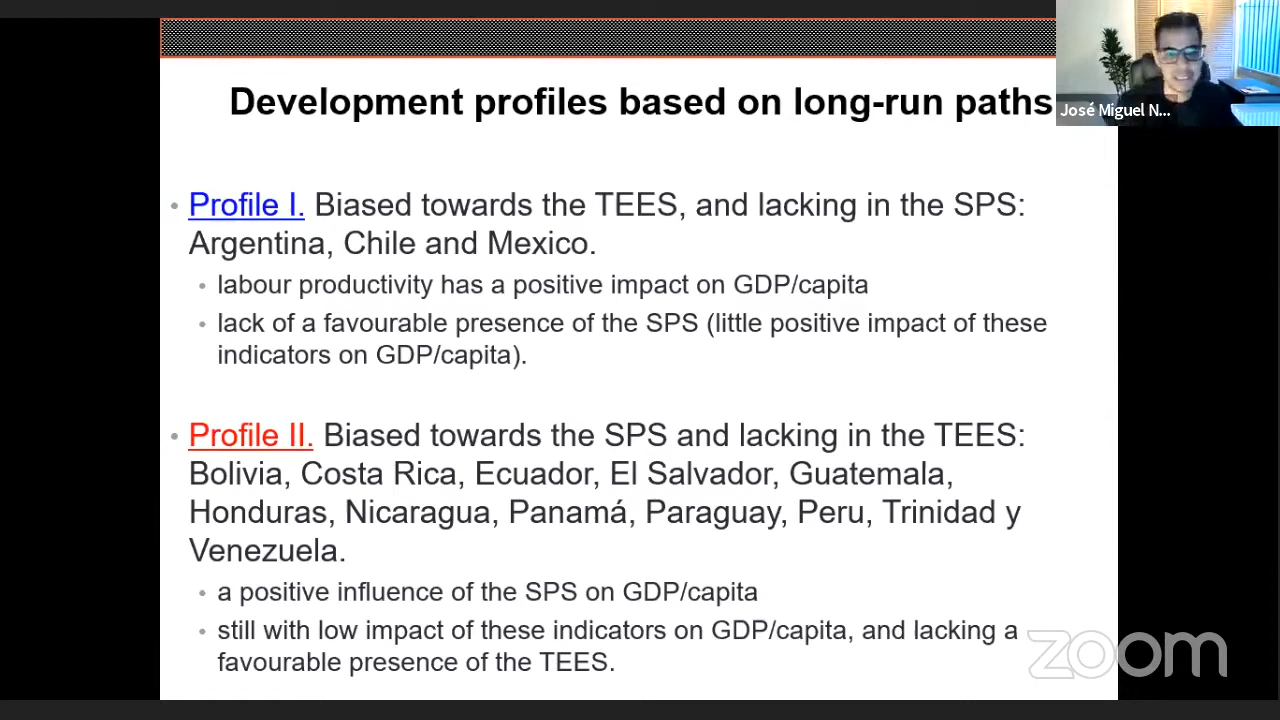 Development profiles based on long-run paths
José Miguel N...
• Profile I. Biased towards the TEES, and lacking in the SPS:
Argentina, Chile and Mexico.
• labour productivity has a positive impact on GDP/capita
• lack of a favourable presence of the SPS (little positive impact of these
indicators on GDP/capita).
• Profile II. Biased towards the SPS and lacking in the TEES:
Bolivia, Costa Rica, Ecuador, El Salvador, Guatemala,
Honduras, Nicaragua, Panamá, Paraguay, Peru, Trinidad y
Venezuela.
• a positive influence of the SPS on GDP/capita
• still with low impact of these indicators on GDP/capita, and lacking a
favourable presence of the TEES.
zoom